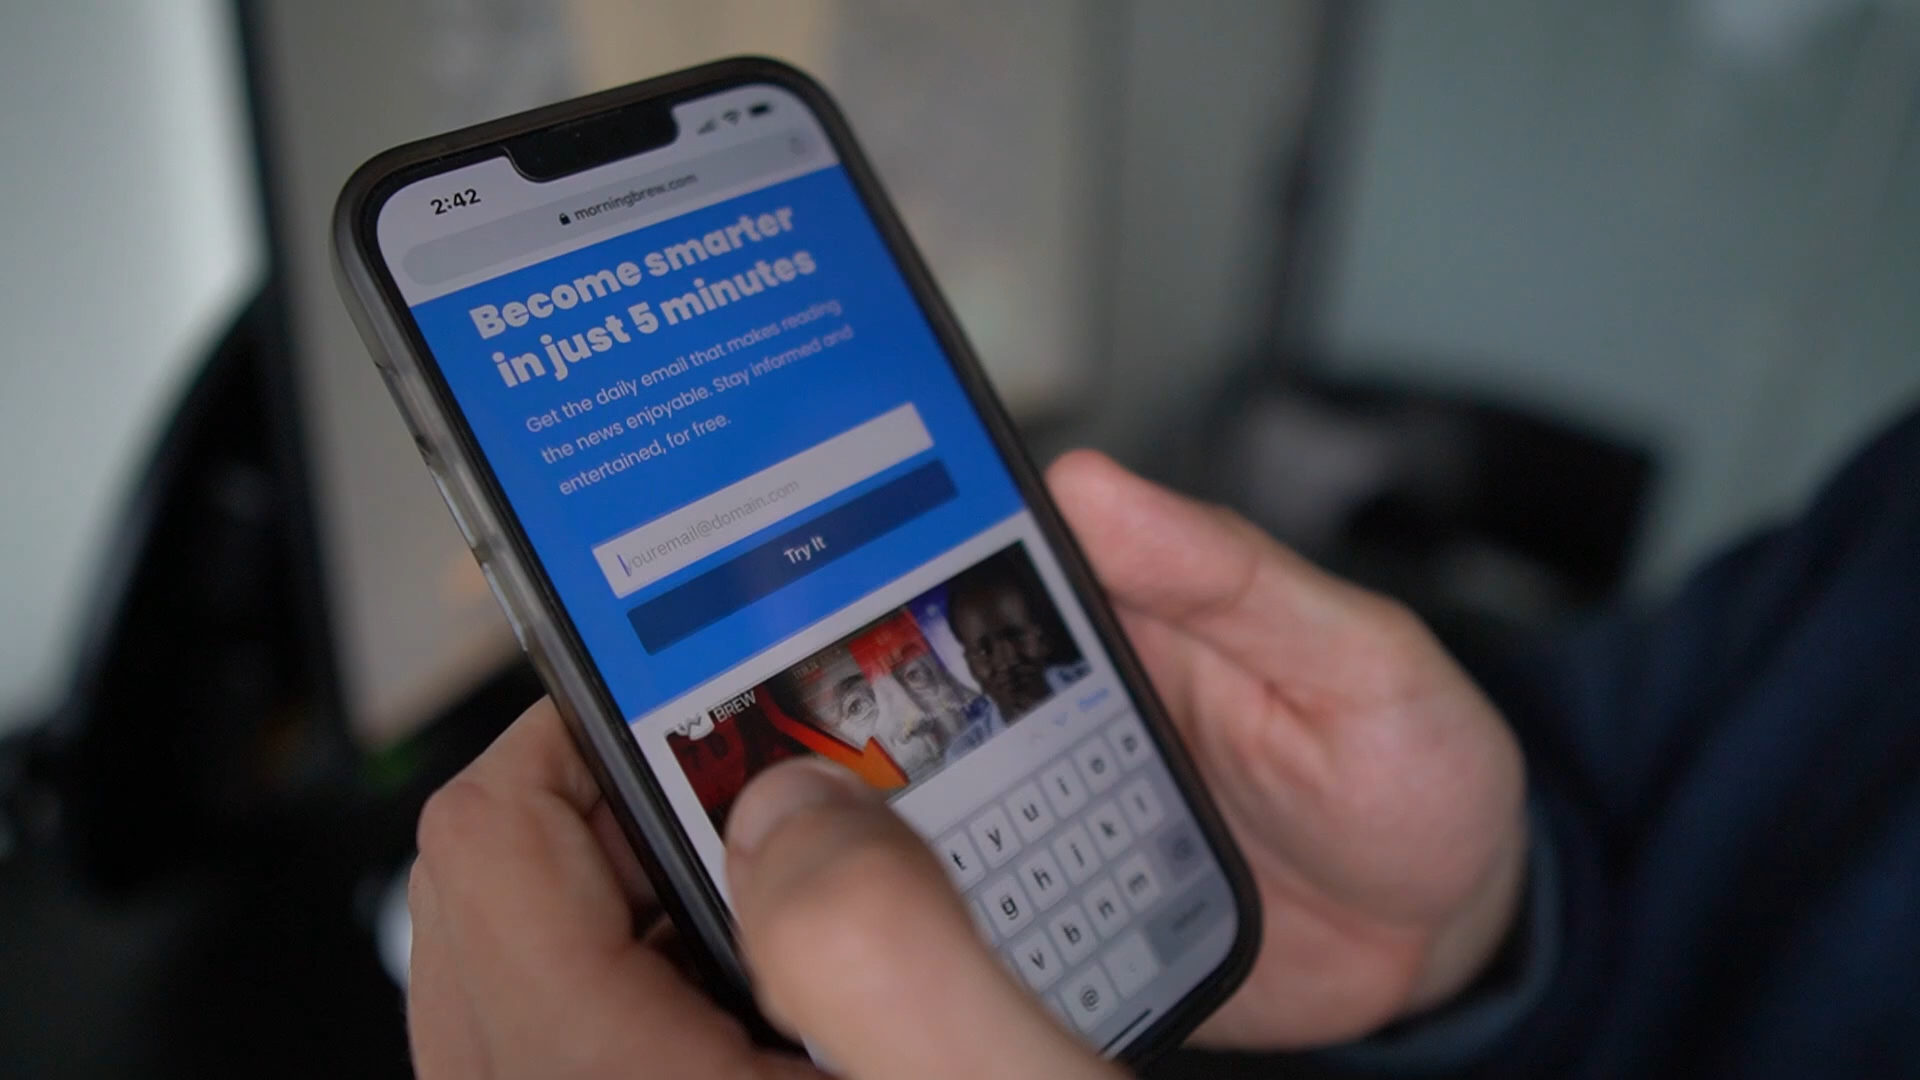 2:42
morningbrew.com
Become smarter
in just 5 minutes
Get the daily email that makes reading
the news enjoyable. Stay informed and
entertained, for free.
youremail@domain.com
Try It
BREW
t y u i o p
g h j k l
v b n m
@ .